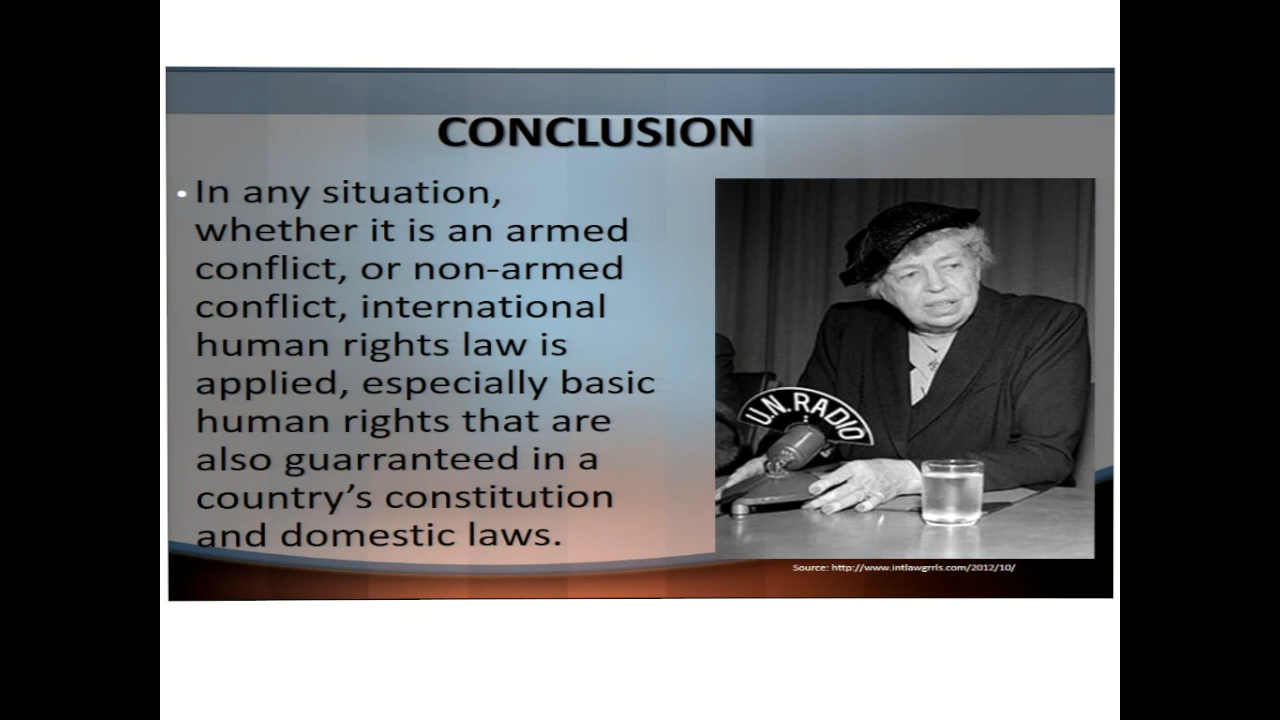 CONCLUSION
• In any situation,
whether it is an armed
conflict, or non-armed
conflict, international
human rights law is
applied, especially basic
human rights that are
also guarranteed in a
country’s constitution
and domestic laws.
U.N. RADIO
Source: http://www.intlawgrrls.com/2012/10/